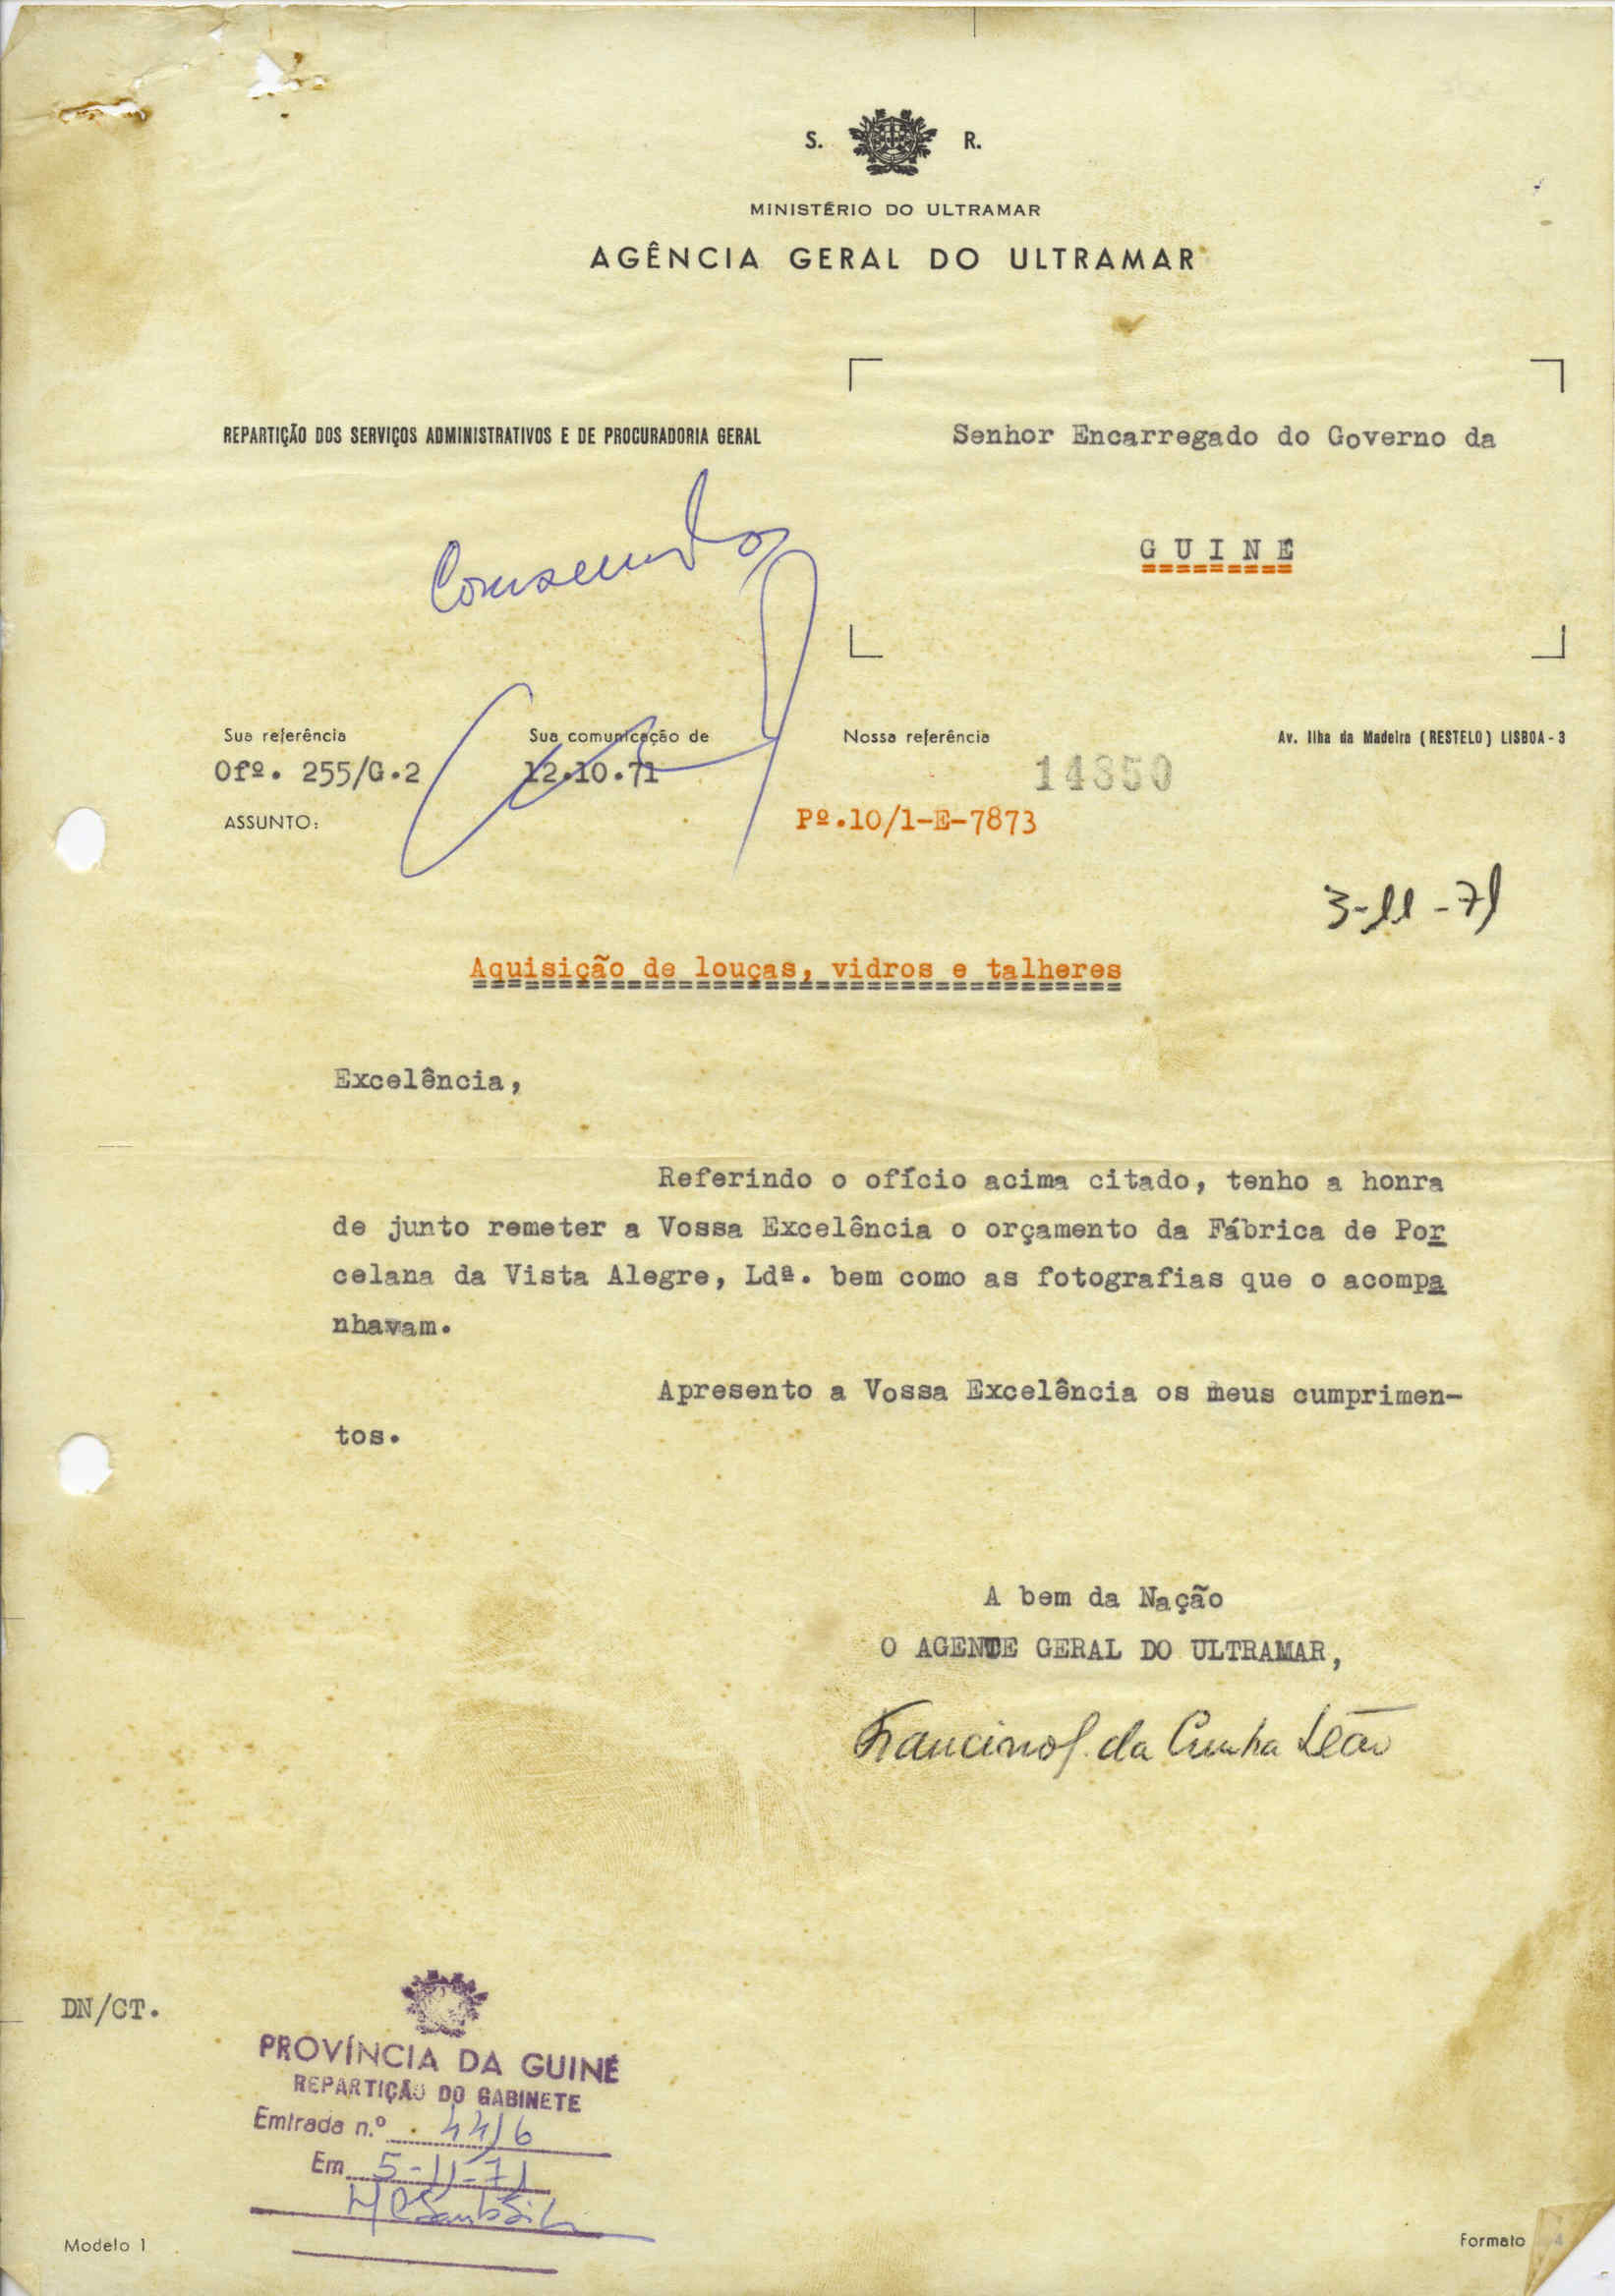 S. R.
MINISTÉRIO DO ULTRAMAR
AGÊNCIA GERAL DO ULTRAMAR
REPARTIÇÃO DOS SERVIÇOS ADMINISTRATIVOS E DE PROCURADORIA GERAL
Senhor Encarregado do Governo da
G U I N É
=========
Sua referência
Sua comunicação de
Nossa referência
Av. Ilha da Madeira (RESTELO) LISBOA - 3
Ofº. 255/G.2
12.10.71
14350
ASSUNTO:
Pº.10/1-E-7873
3-11-71
Aquisição de louças, vidros e talheres
Excelência,
Referindo o ofício acima citado, tenho a honra
de junto remeter a Vossa Excelência o orçamento da Fábrica de Por
celana da Vista Alegre, Ldª. bem como as fotografias que o acompa
nhavam.
Apresento a Vossa Excelência os meus cumprimen-
tos.
A bem da Nação
O AGENTE GERAL DO ULTRAMAR,
da Cunha Leão
DN/CT.
PROVÍNCIA DA GUINÉ
REPARTIÇÃO DO GABINETE
Entrada n.º 4416
Em 5-11-71
Modelo 1
Formato